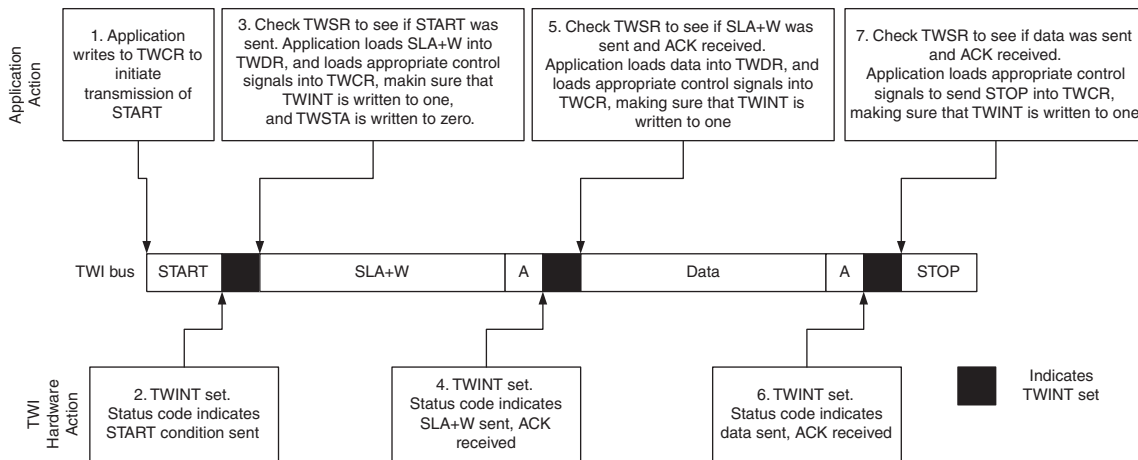 Application
Action
1. Application
writes to TWCR to
initiate
transmission of
START
3. Check TWSR to see if START was
sent. Application loads SLA+W into
TWDR, and loads appropriate control
signals into TWCR, makin sure that
TWINT is written to one,
and TWSTA is written to zero.
5. Check TWSR to see if SLA+W was
sent and ACK received.
Application loads data into TWDR, and
loads appropriate control signals into
TWCR, making sure that TWINT is
written to one
7. Check TWSR to see if data was sent
and ACK received.
Application loads appropriate control
signals to send STOP into TWCR,
making sure that TWINT is written to one
TWI bus
START
SLA+W
A
Data
A
STOP
TWI
Hardware
Action
2. TWINT set.
Status code indicates
START condition sent
4. TWINT set.
Status code indicates
SLA+W sent, ACK
received
6. TWINT set.
Status code indicates
data sent, ACK received
Indicates
TWINT set